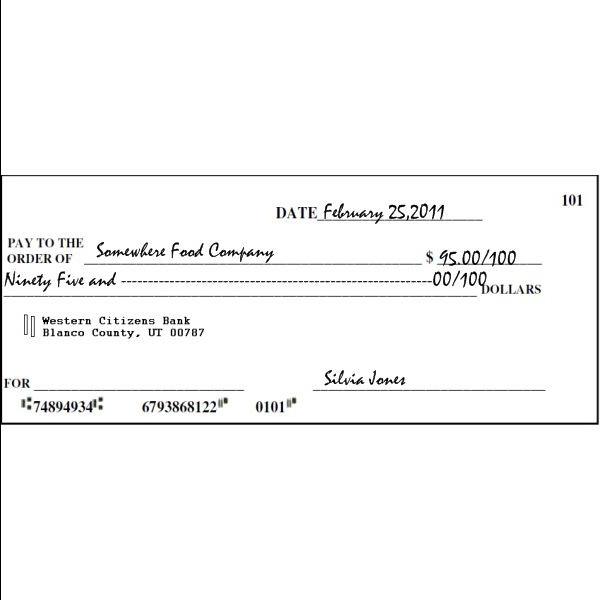 101
DATE February 25,2011
PAY TO THE
ORDER OF Somewhere Food Company $ 95.00/100
Ninety Five and ----------------------------------------------------------00/100 DOLLARS
Western Citizens Bank
Blanco County, UT 00787
FOR Silvia Jones
⑆74894934⑆ 6793868122⑈ 0101⑈